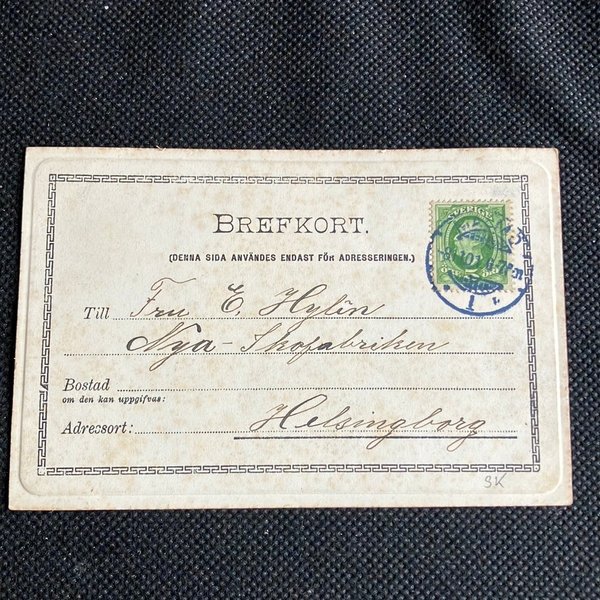 BREFKORT.
(DENNA SIDA ANVÄNDES ENDAST FÖR ADRESSERINGEN.)
SVERIGE
Till Fru E. Hylin
Nya-Skofabriken
Bostad
om den kan uppgifvas:
Adressort: Helsingborg
SK